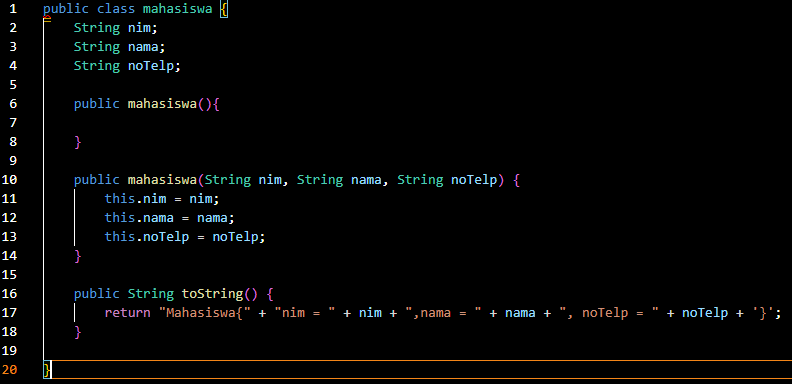 1 public class mahasiswa {
2 String nim;
3 String nama;
4 String noTelp;
5
6 public mahasiswa(){
7
8 }
9
10 public mahasiswa(String nim, String nama, String noTelp) {
11 this.nim = nim;
12 this.nama = nama;
13 this.noTelp = noTelp;
14 }
15
16 public String toString() {
17 return "Mahasiswa{" + "nim = " + nim + ",nama = " + nama + ", noTelp = " + noTelp + '}';
18 }
19
20 }